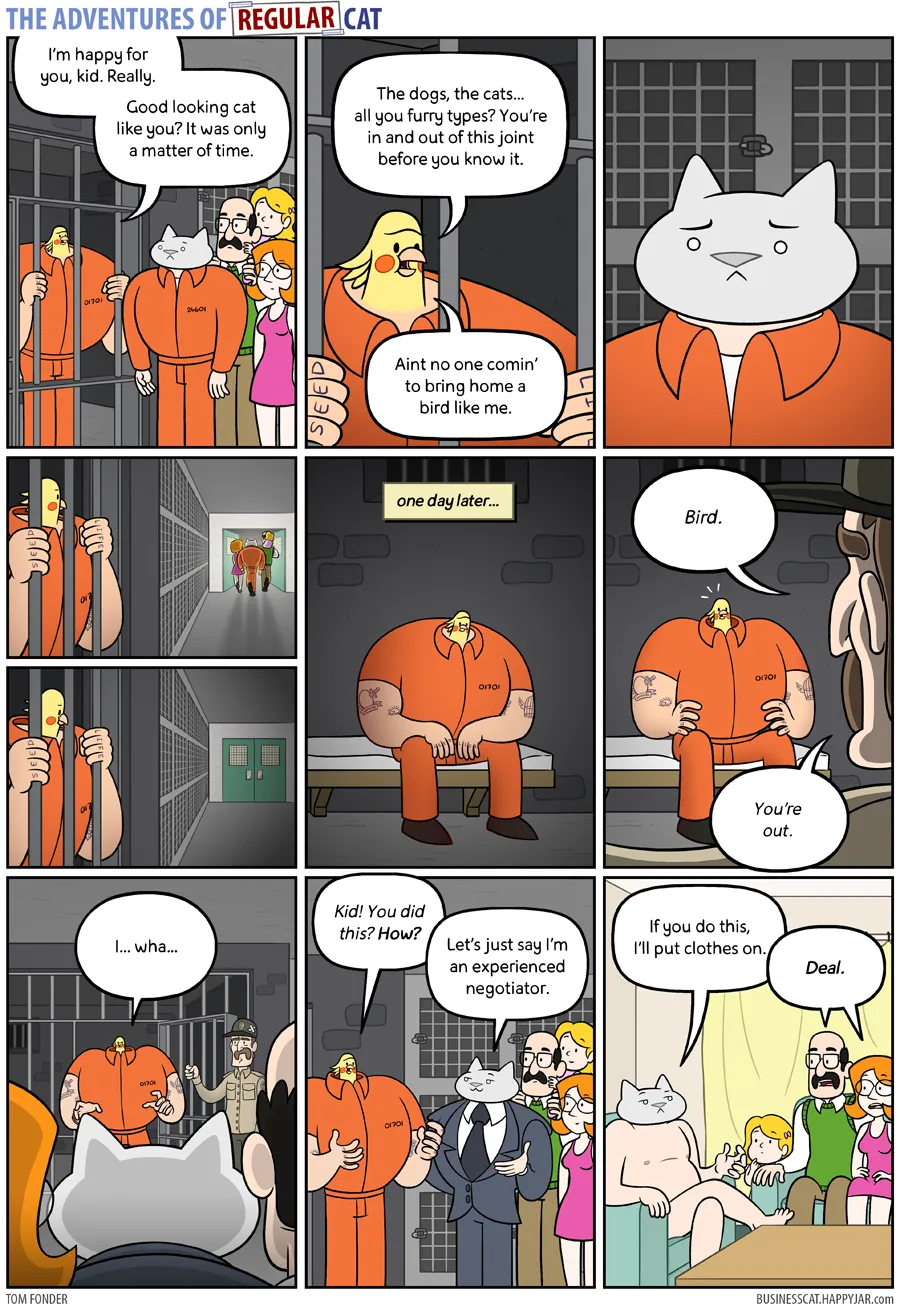 THE ADVENTURES OF REGULAR CAT
I'm happy for
you, kid. Really.
Good looking cat
like you? It was only
a matter of time.
01701
24601
The dogs, the cats...
all you furry types? You're
in and out of this joint
before you know it.
Aint no one comin'
to bring home a
bird like me.
SEED
SEED
SEED
one day later...
01701
Bird.
01701
You're
out.
I... wha...
01701
Kid! You did
this? How?
Let's just say I'm
an experienced
negotiator.
01701
If you do this,
I'll put clothes on.
Deal.
TOM FONDER
BUSINESSCAT.HAPPYJAR.com